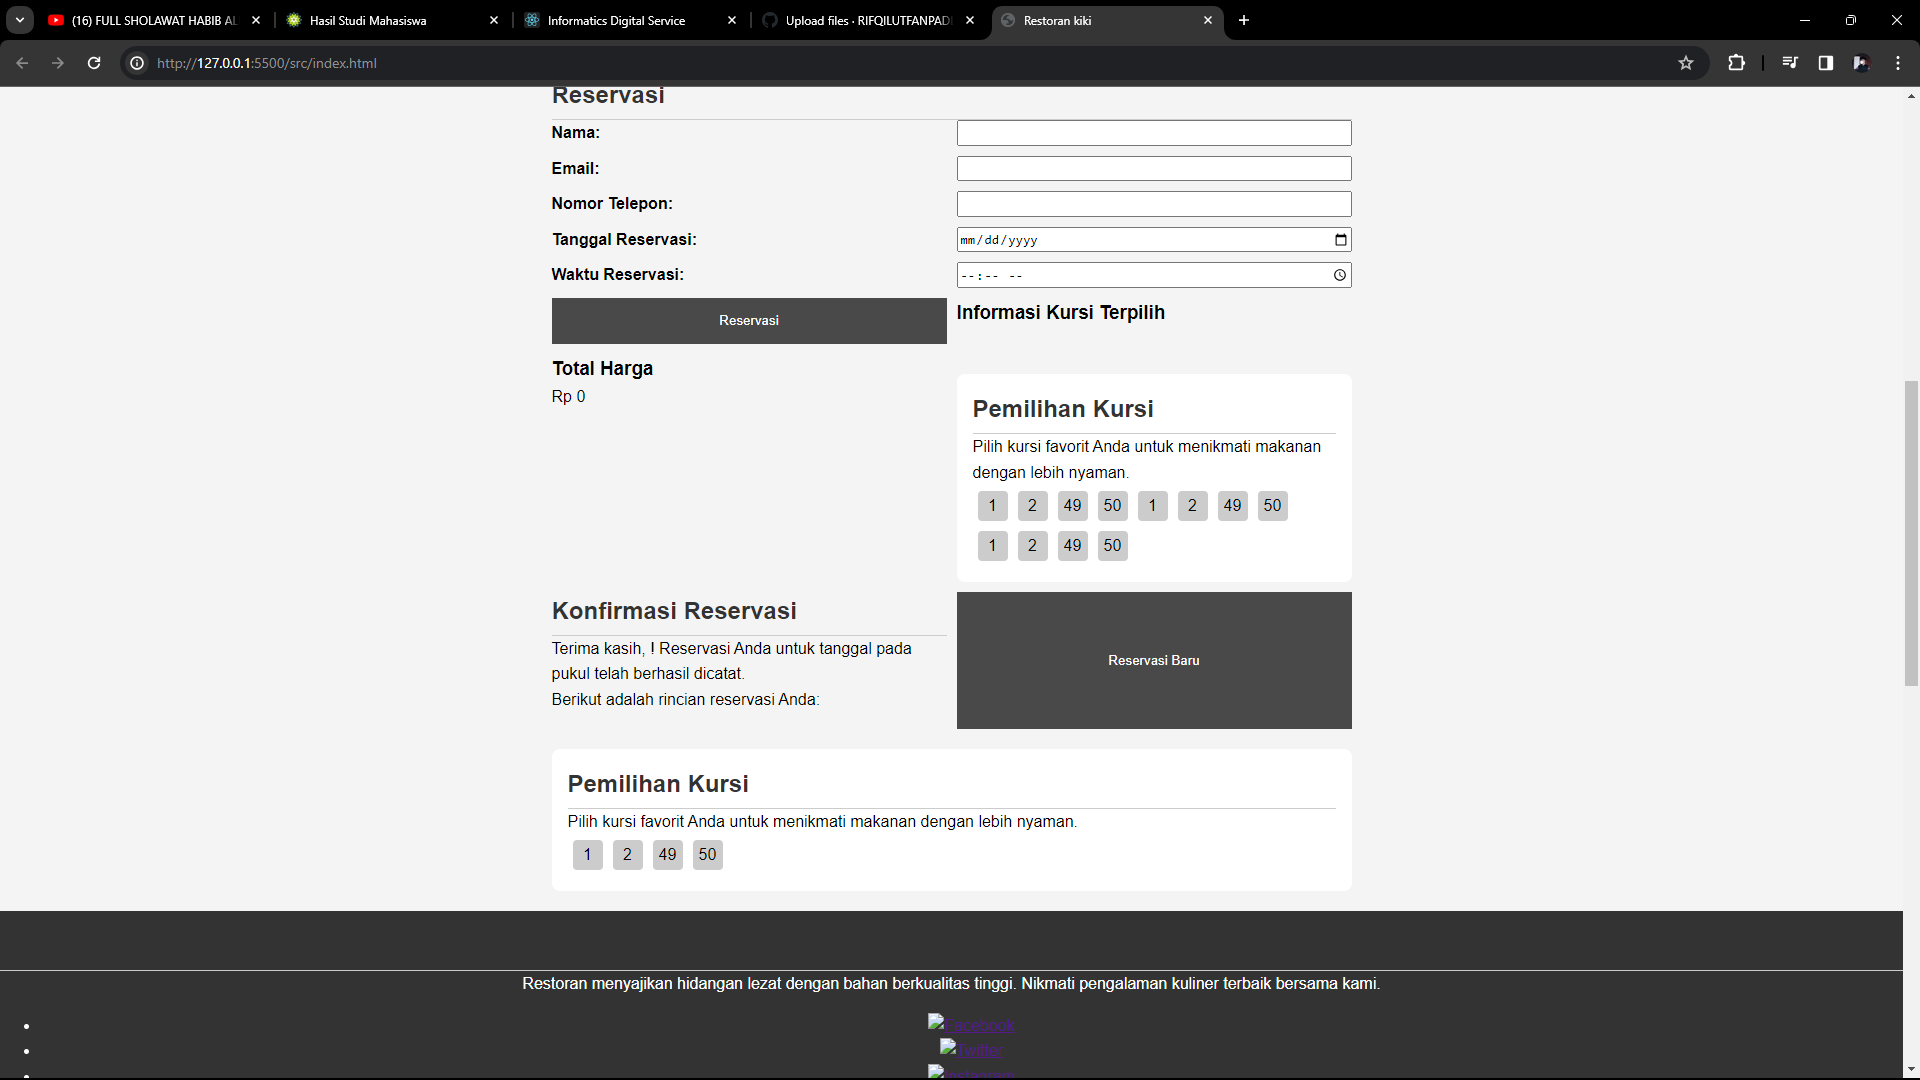 (16) FULL SHOLAWAT HABIB AL
Hasil Studi Mahasiswa
Informatics Digital Service
Upload files · RIFQILUTFANPADI
Restoran kiki
http://127.0.0.1:5500/src/index.html
Reservasi
Nama:
Email:
Nomor Telepon:
Tanggal Reservasi:
mm/dd/yyyy
Waktu Reservasi:
--:-- --
Reservasi
Informasi Kursi Terpilih
Total Harga
Rp 0
Pemilihan Kursi
Pilih kursi favorit Anda untuk menikmati makanan
dengan lebih nyaman.
1 2 49 50 1 2 49 50
1 2 49 50
Konfirmasi Reservasi
Terima kasih, ! Reservasi Anda untuk tanggal pada
pukul telah berhasil dicatat.
Berikut adalah rincian reservasi Anda:
Reservasi Baru
Pemilihan Kursi
Pilih kursi favorit Anda untuk menikmati makanan dengan lebih nyaman.
1 2 49 50
Restoran menyajikan hidangan lezat dengan bahan berkualitas tinggi. Nikmati pengalaman kuliner terbaik bersama kami.
Facebook
Twitter
Instagram